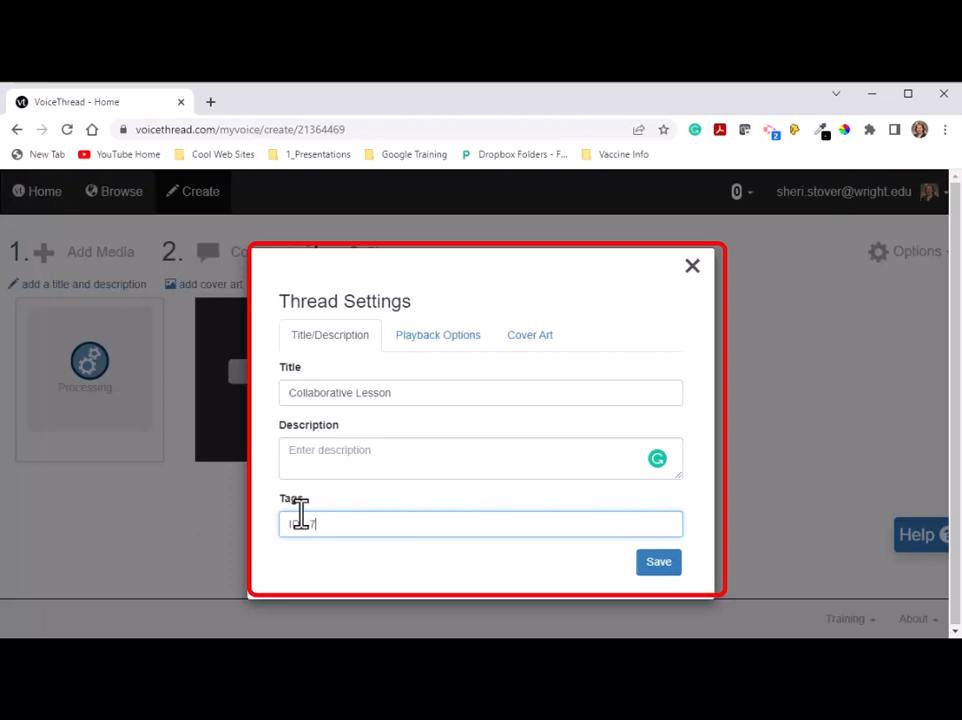 VoiceThread - Home
voicethread.com/myvoice/create/21364469
New Tab YouTube Home Cool Web Sites 1_Presentations Google Training Dropbox Folders - F... Vaccine Info
Home Browse Create 0 sheri.stover@wright.edu
1. Add Media 2. Options
add a title and description add cover art
Processing...
Thread Settings
Title/Description Playback Options Cover Art
Title
Collaborative Lesson
Description
Enter description
Tags
Save
Help
Training About